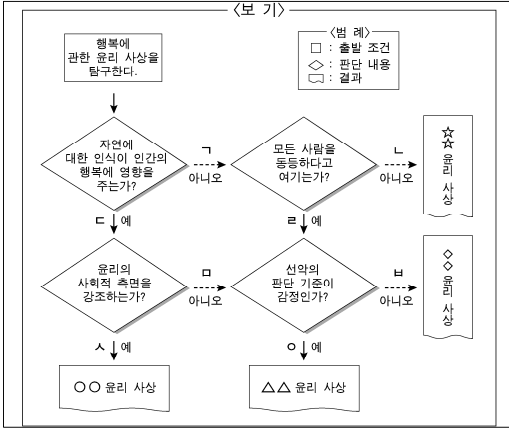 〈보 기〉
행복에
관한 윤리 사상을
탐구한다.
〈범 례〉
□ : 출발 조건
◇ : 판단 내용
: 결과
자연에
대한 인식이 인간의
행복에 영향을
주는가?
ㄱ
아니오
모든 사람을
동등하다고
여기는가?
ㄴ
아니오
☆☆ 윤리 사상
ㄷ 예
ㄹ 예
윤리의
사회적 측면을
강조하는가?
ㅁ
아니오
선악의
판단 기준이
감정인가?
ㅂ
아니오
◇◇ 윤리 사상
ㅅ 예
ㅇ 예
○○ 윤리 사상
△△ 윤리 사상